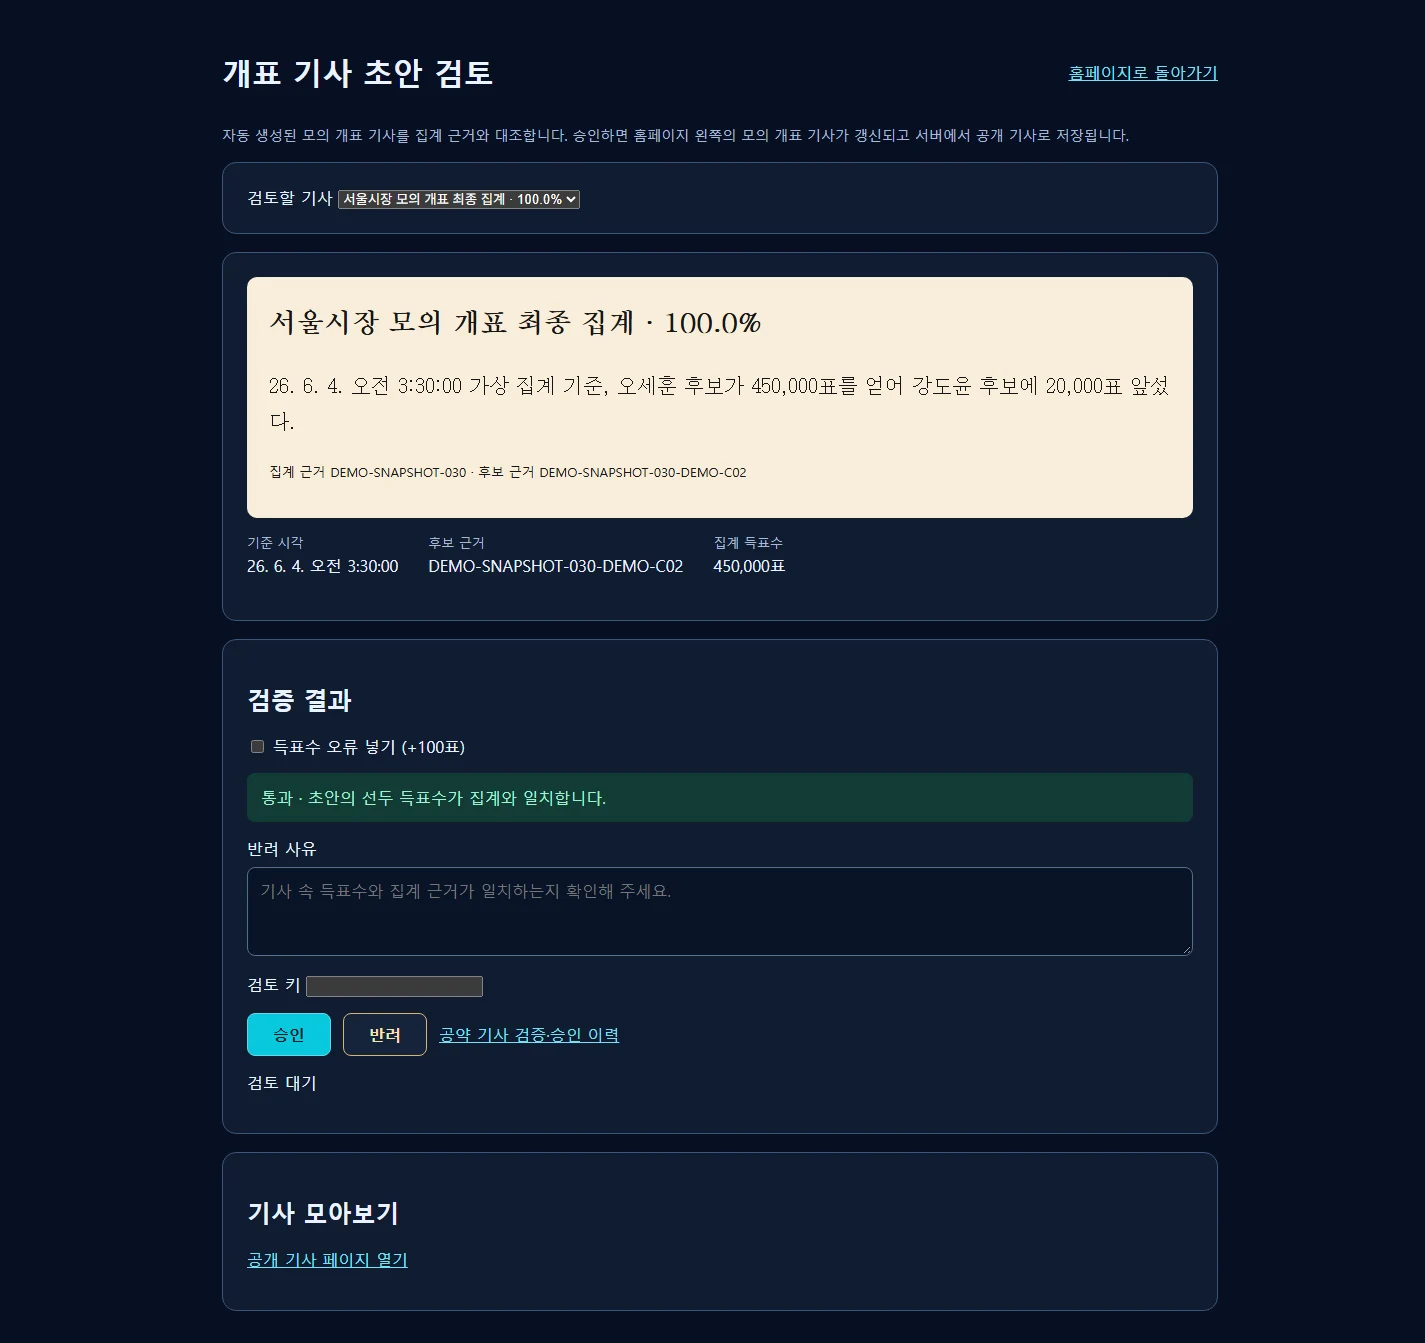 개표 기사 초안 검토
홈페이지로 돌아가기
자동 생성된 모의 개표 기사를 집계 근거와 대조합니다. 승인하면 홈페이지 왼쪽의 모의 개표 기사가 갱신되고 서버에서 공개 기사로 저장됩니다.
검토할 기사 서울시장 모의 개표 최종 집계 · 100.0%
서울시장 모의 개표 최종 집계 · 100.0%
26. 6. 4. 오전 3:30:00 가상 집계 기준, 오세훈 후보가 450,000표를 얻어 강도윤 후보에 20,000표 앞섰
다.
집계 근거 DEMO-SNAPSHOT-030 · 후보 근거 DEMO-SNAPSHOT-030-DEMO-C02
기준 시각 후보 근거 집계 득표수
26. 6. 4. 오전 3:30:00 DEMO-SNAPSHOT-030-DEMO-C02 450,000표
검증 결과
득표수 오류 넣기 (+100표)
통과 · 초안의 선두 득표수가 집계와 일치합니다.
반려 사유
기사 속 득표수와 집계 근거가 일치하는지 확인해 주세요.
검토 키
승인 반려 공약 기사 검증·승인 이력
검토 대기
기사 모아보기
공개 기사 페이지 열기